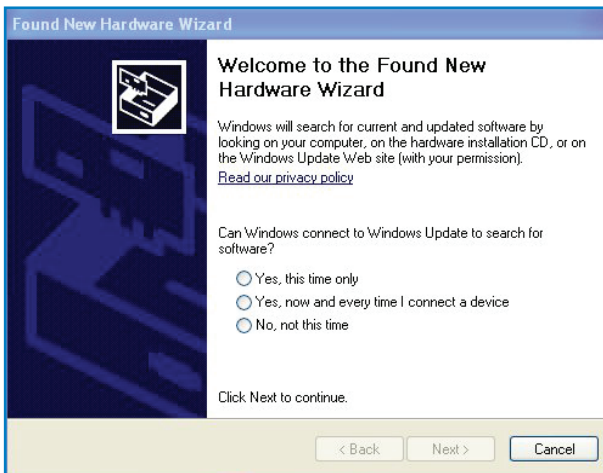 Found New Hardware Wizard
Welcome to the Found New
Hardware Wizard
Windows will search for current and updated software by
looking on your computer, on the hardware installation CD, or on
the Windows Update Web site (with your permission).
Read our privacy policy
Can Windows connect to Windows Update to search for
software?
Yes, this time only
Yes, now and every time I connect a device
No, not this time
Click Next to continue.
< Back
Next >
Cancel